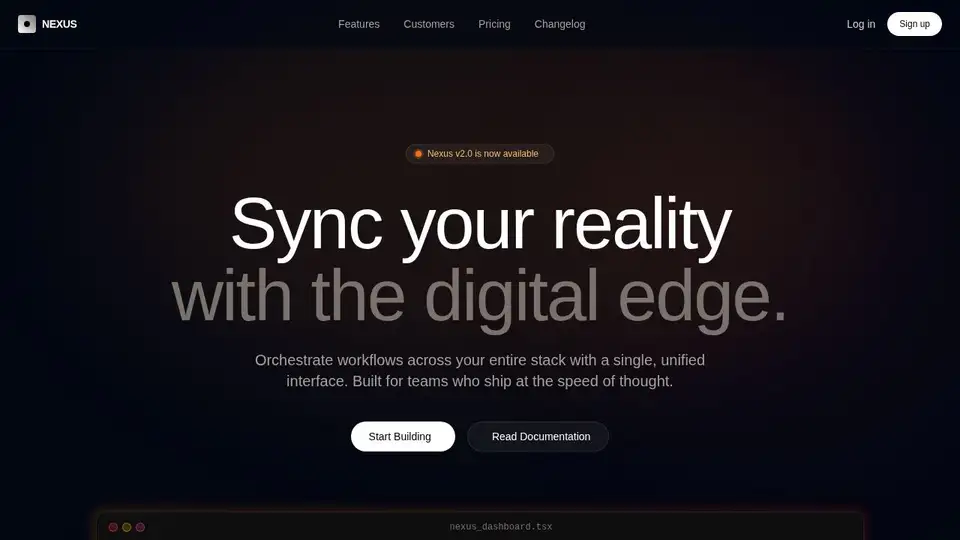 NEXUS
Features
Customers
Pricing
Changelog
Log in
Sign up
Nexus v2.0 is now available
Sync your reality
with the digital edge.
Orchestrate workflows across your entire stack with a single, unified
interface. Built for teams who ship at the speed of thought.
Start Building
Read Documentation
nexus_dashboard.tsx